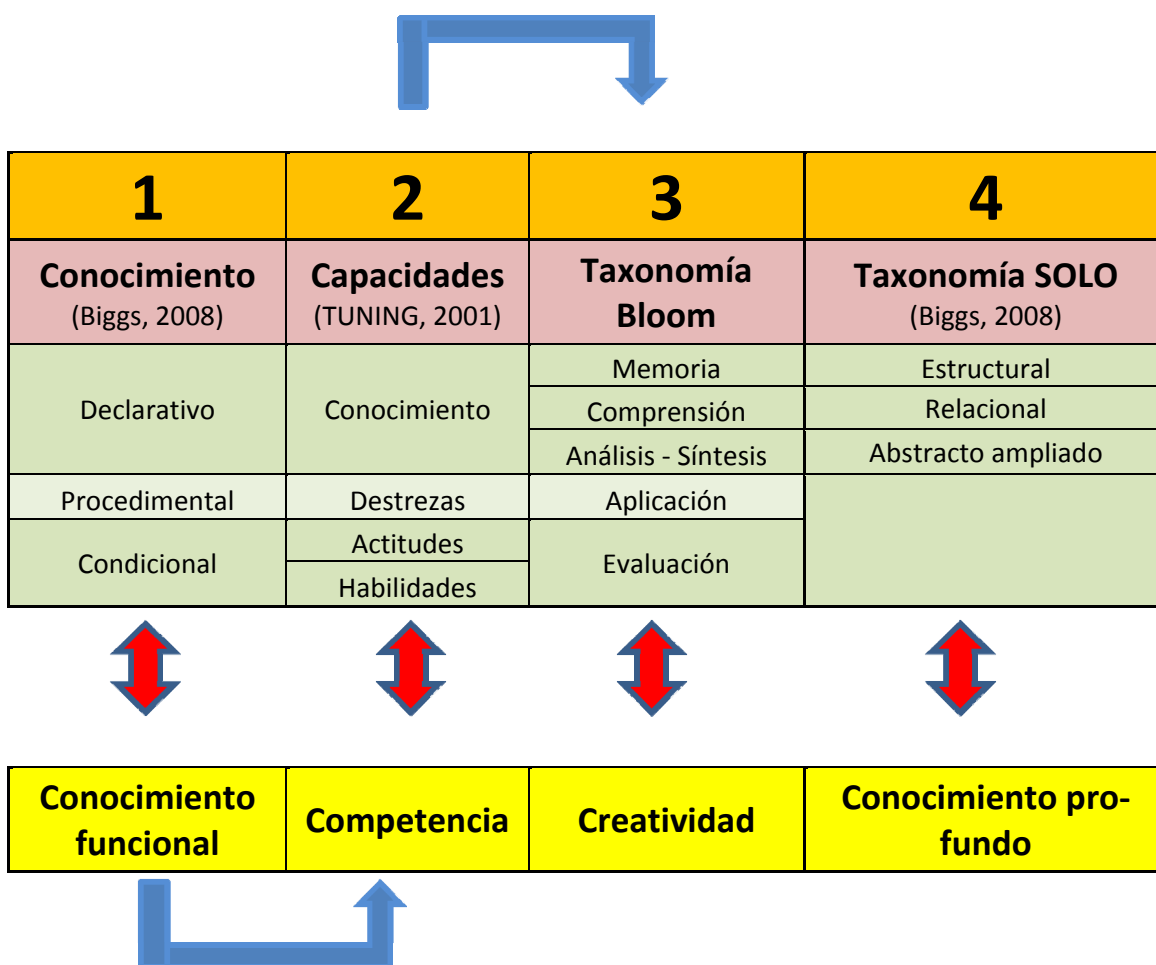 1
2
3
4
Conocimiento
(Biggs, 2008)
Capacidades
(TUNING, 2001)
Taxonomía
Bloom
Taxonomía SOLO
(Biggs, 2008)
Declarativo
Conocimiento
Memoria
Estructural
Comprensión
Relacional
Análisis - Síntesis
Abstracto ampliado
Procedimental
Destrezas
Aplicación
Condicional
Actitudes
Habilidades
Evaluación
Conocimiento
funcional
Competencia
Creatividad
Conocimiento pro-
fundo